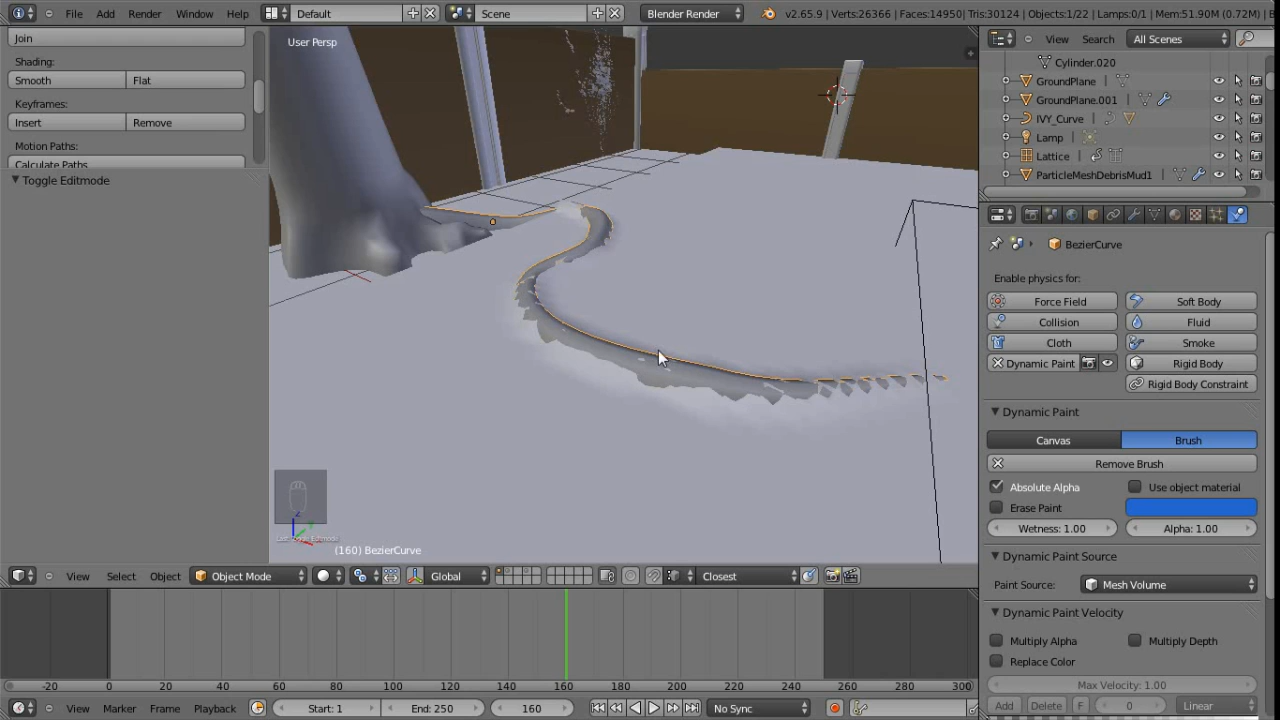 File Add Render Window Help Default Scene Blender Render v2.65.9 | Verts:26366 | Faces:14950| Tris:30124 | Objects:1/22 | Lamps:0/1 | Mem:51.90M (0.72M) |
Join
Shading:
Smooth Flat
Keyframes:
Insert Remove
Motion Paths:
Calculate Paths
Toggle Editmode
User Persp
z
(160) BezierCurve
View Select Object Object Mode Global Closest
-20 0 20 40 60 80 100 120 140 160 180 200 220 240 260 280 300
View Marker Frame Playback Start: 1 End: 250 160 No Sync
View Search All Scenes
Cylinder.020
GroundPlane
GroundPlane.001
IVY_Curve
Lamp
Lattice
ParticleMeshDebrisMud1
BezierCurve
Enable physics for:
Force Field Soft Body
Collision Fluid
Cloth Smoke
Dynamic Paint Rigid Body
Rigid Body Constraint
Dynamic Paint
Canvas Brush
Remove Brush
Absolute Alpha Use object material
Erase Paint
Wetness: 1.00 Alpha: 1.00
Dynamic Paint Source
Paint Source: Mesh Volume
Dynamic Paint Velocity
Multiply Alpha Multiply Depth
Replace Color
Max Velocity: 1.00
Add Delete F 0 Linear